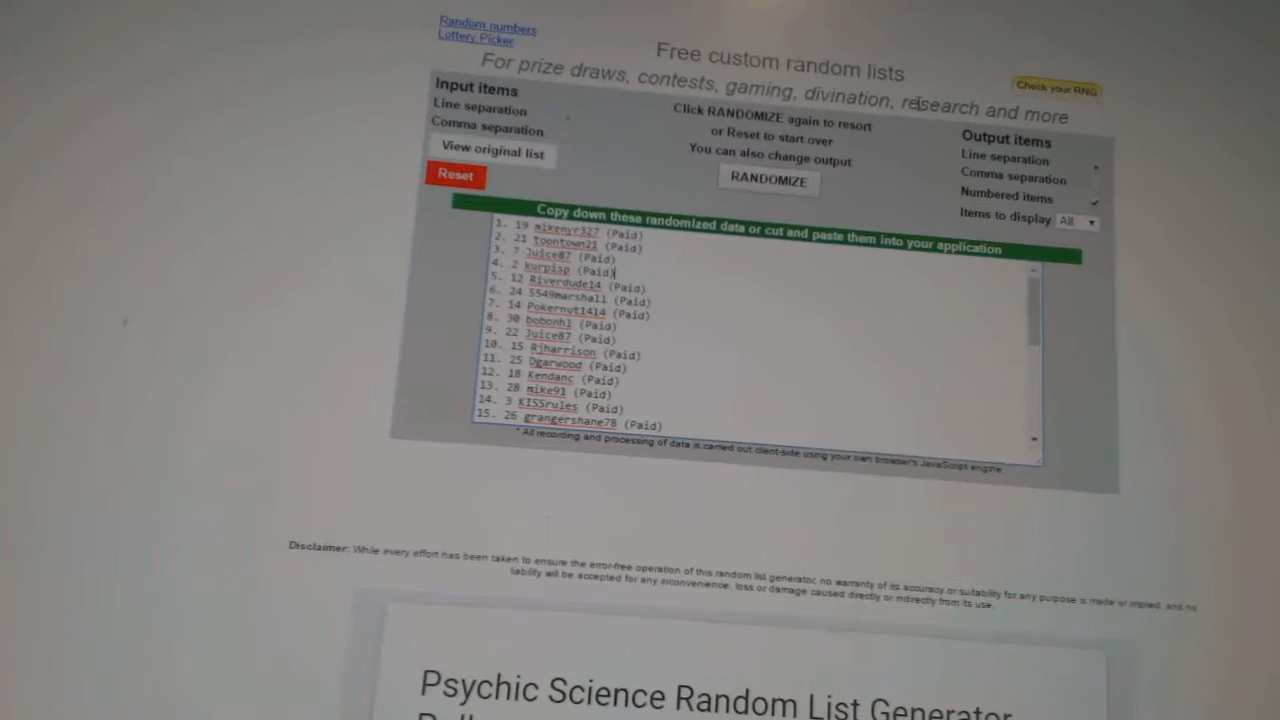 Random numbers
Lottery Picker
Free custom random lists
For prize draws, contests, gaming, divination, research and more
Check your RNG
Input items
Line separation
Comma separation
View original list
Reset
Click RANDOMIZE again to resort
or Reset to start over
You can also change output
RANDOMIZE
Output items
Line separation
Comma separation
Numbered items
Items to display All
Copy down these randomized data or cut and paste them into your application
1. 19 mikenyr327 (Paid)
2. 21 toontown21 (Paid)
3. 7 Juice87 (Paid)
4. 2 kurpisp (Paid)
5. 12 Riverdude14 (Paid)
6. 24 5549marshall (Paid)
7. 14 Pokernut1414 (Paid)
8. 30 bobonhl (Paid)
9. 22 Juice87 (Paid)
10. 15 Rjharrison (Paid)
11. 25 Dgarwood (Paid)
12. 18 Kendanc (Paid)
13. 28 mike91 (Paid)
14. 3 KISSrules (Paid)
15. 26 grangershane78 (Paid)
* All recording and processing of data is carried out client-side using your own browser's JavaScript engine
Disclaimer: While every effort has been taken to ensure the error-free operation of this random list generator, no warranty of its accuracy or suitability for any purpose is made or implied, and no
liability will be accepted for any inconvenience, loss or damage caused directly or indirectly from its use.
Psychic Science Random List Generator